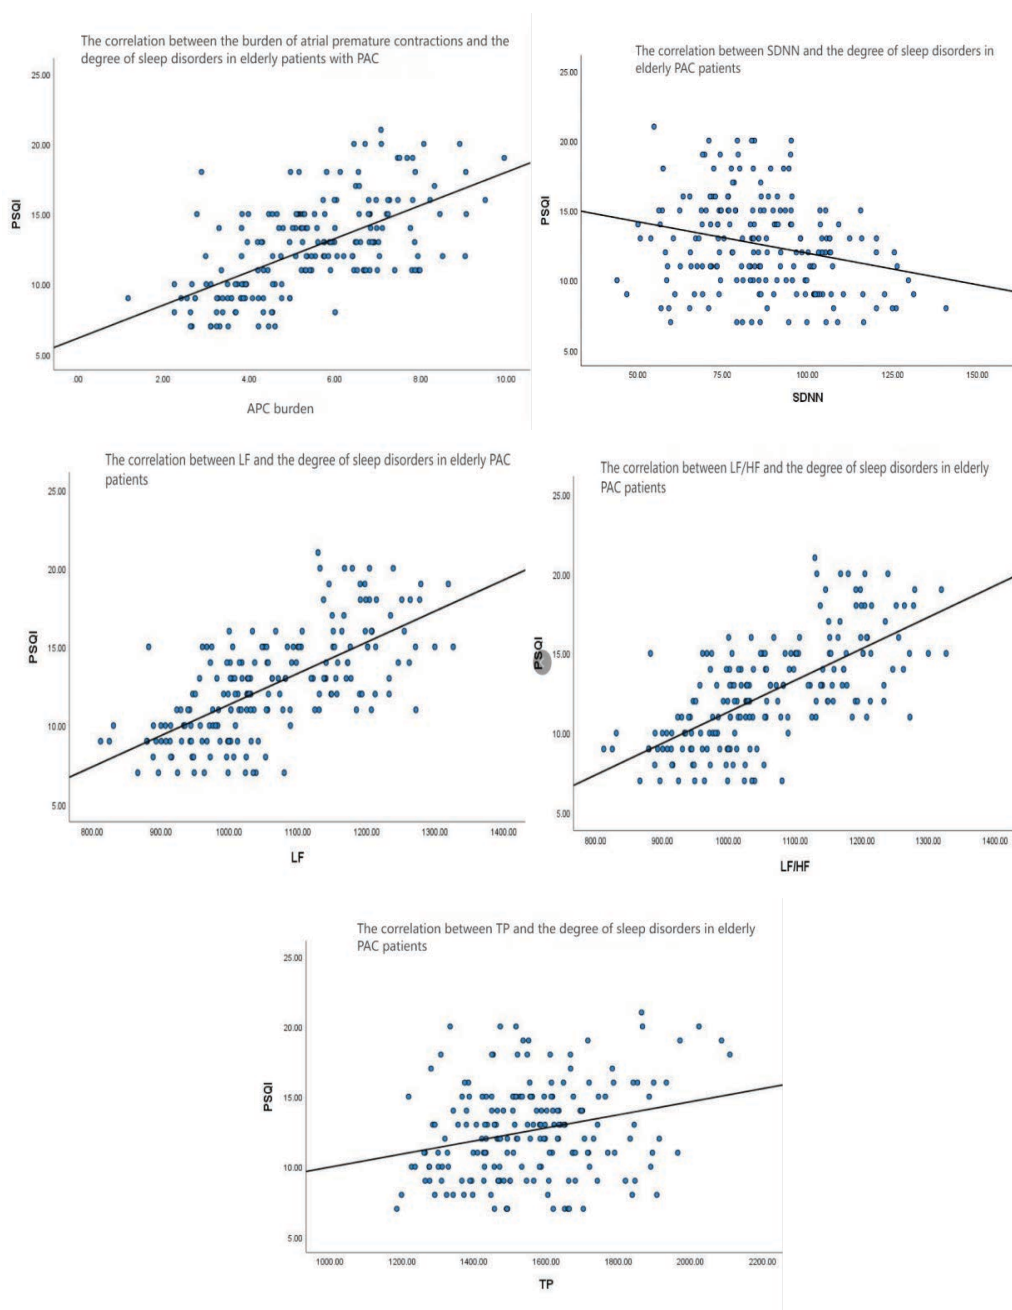 The correlation between the burden of atrial premature contractions and the
degree of sleep disorders in elderly patients with PAC
25.00
20.00
15.00
10.00
5.00
PSQI
.00
2.00
4.00
6.00
8.00
10.00
APC burden
The correlation between SDNN and the degree of sleep disorders in
elderly PAC patients
25.00
20.00
15.00
10.00
5.00
PSQI
50.00
75.00
100.00
125.00
150.00
SDNN
The correlation between LF and the degree of sleep disorders in elderly PAC
patients
25.00
20.00
15.00
10.00
5.00
PSQI
800.00
900.00
1000.00
1100.00
1200.00
1300.00
1400.00
LF
The correlation between LF/HF and the degree of sleep disorders in elderly
PAC patients
25.00
20.00
15.00
10.00
5.00
PSQI
800.00
900.00
1000.00
1100.00
1200.00
1300.00
1400.00
LF/HF
The correlation between TP and the degree of sleep disorders in elderly
PAC patients
25.00
20.00
15.00
10.00
5.00
PSQI
1000.00
1200.00
1400.00
1600.00
1800.00
2000.00
2200.00
TP